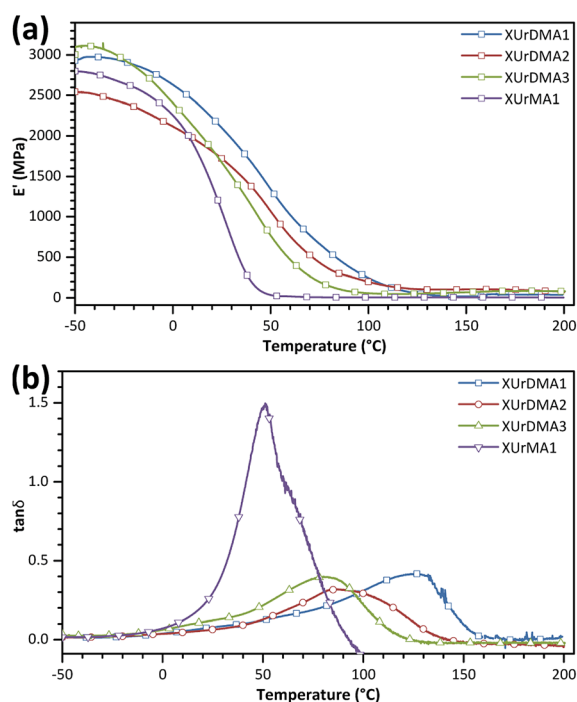 (a)
XUrDMA1
XUrDMA2
XUrDMA3
XUrMA1
3000
2500
2000
1500
1000
500
0
E' (MPa)
-50 0 50 100 150 200
Temperature (°C)
(b)
XUrDMA1
XUrDMA2
XUrDMA3
XUrMA1
1.5
1.0
0.5
0.0
tanδ
-50 0 50 100 150 200
Temperature (°C)